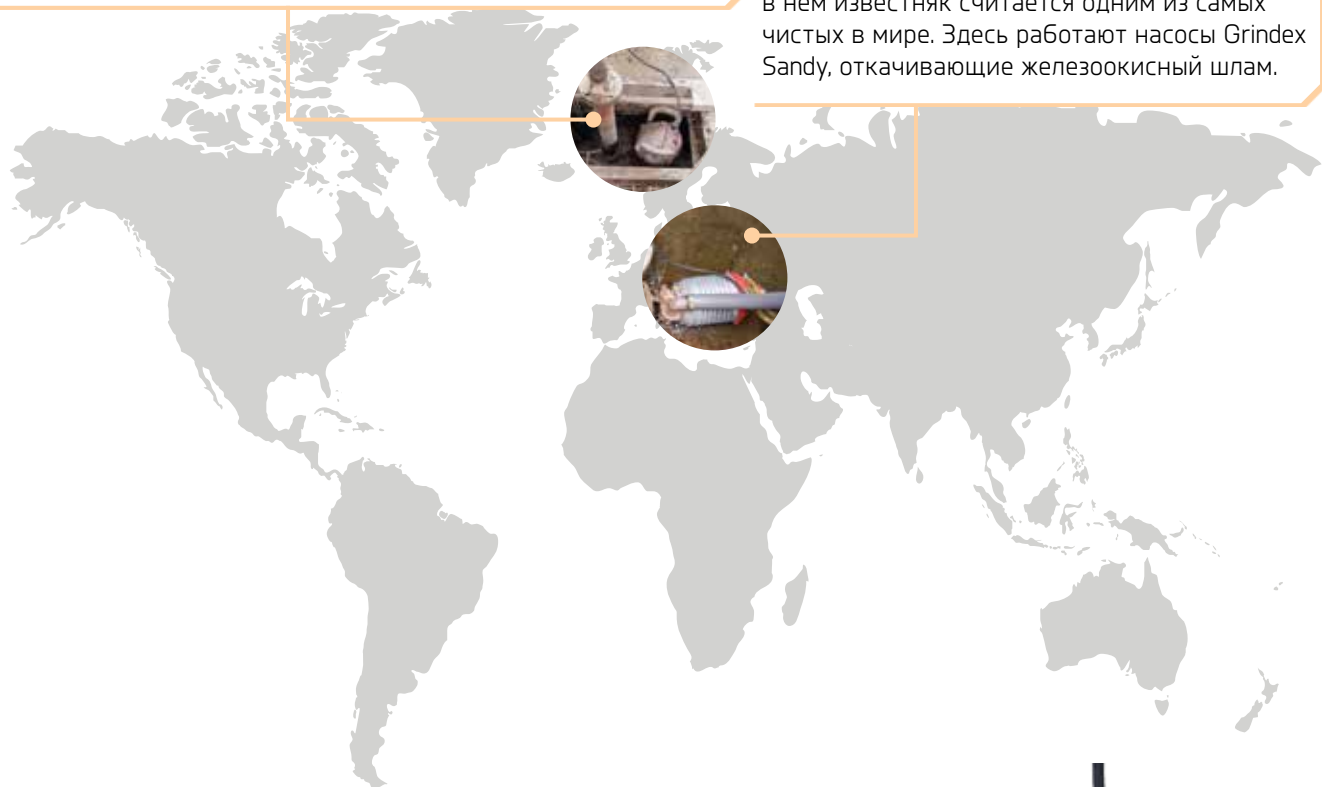 в нем известняк считается одним из самых
чистых в мире. Здесь работают насосы Grindex
Sandy, откачивающие железоокисный шлам.